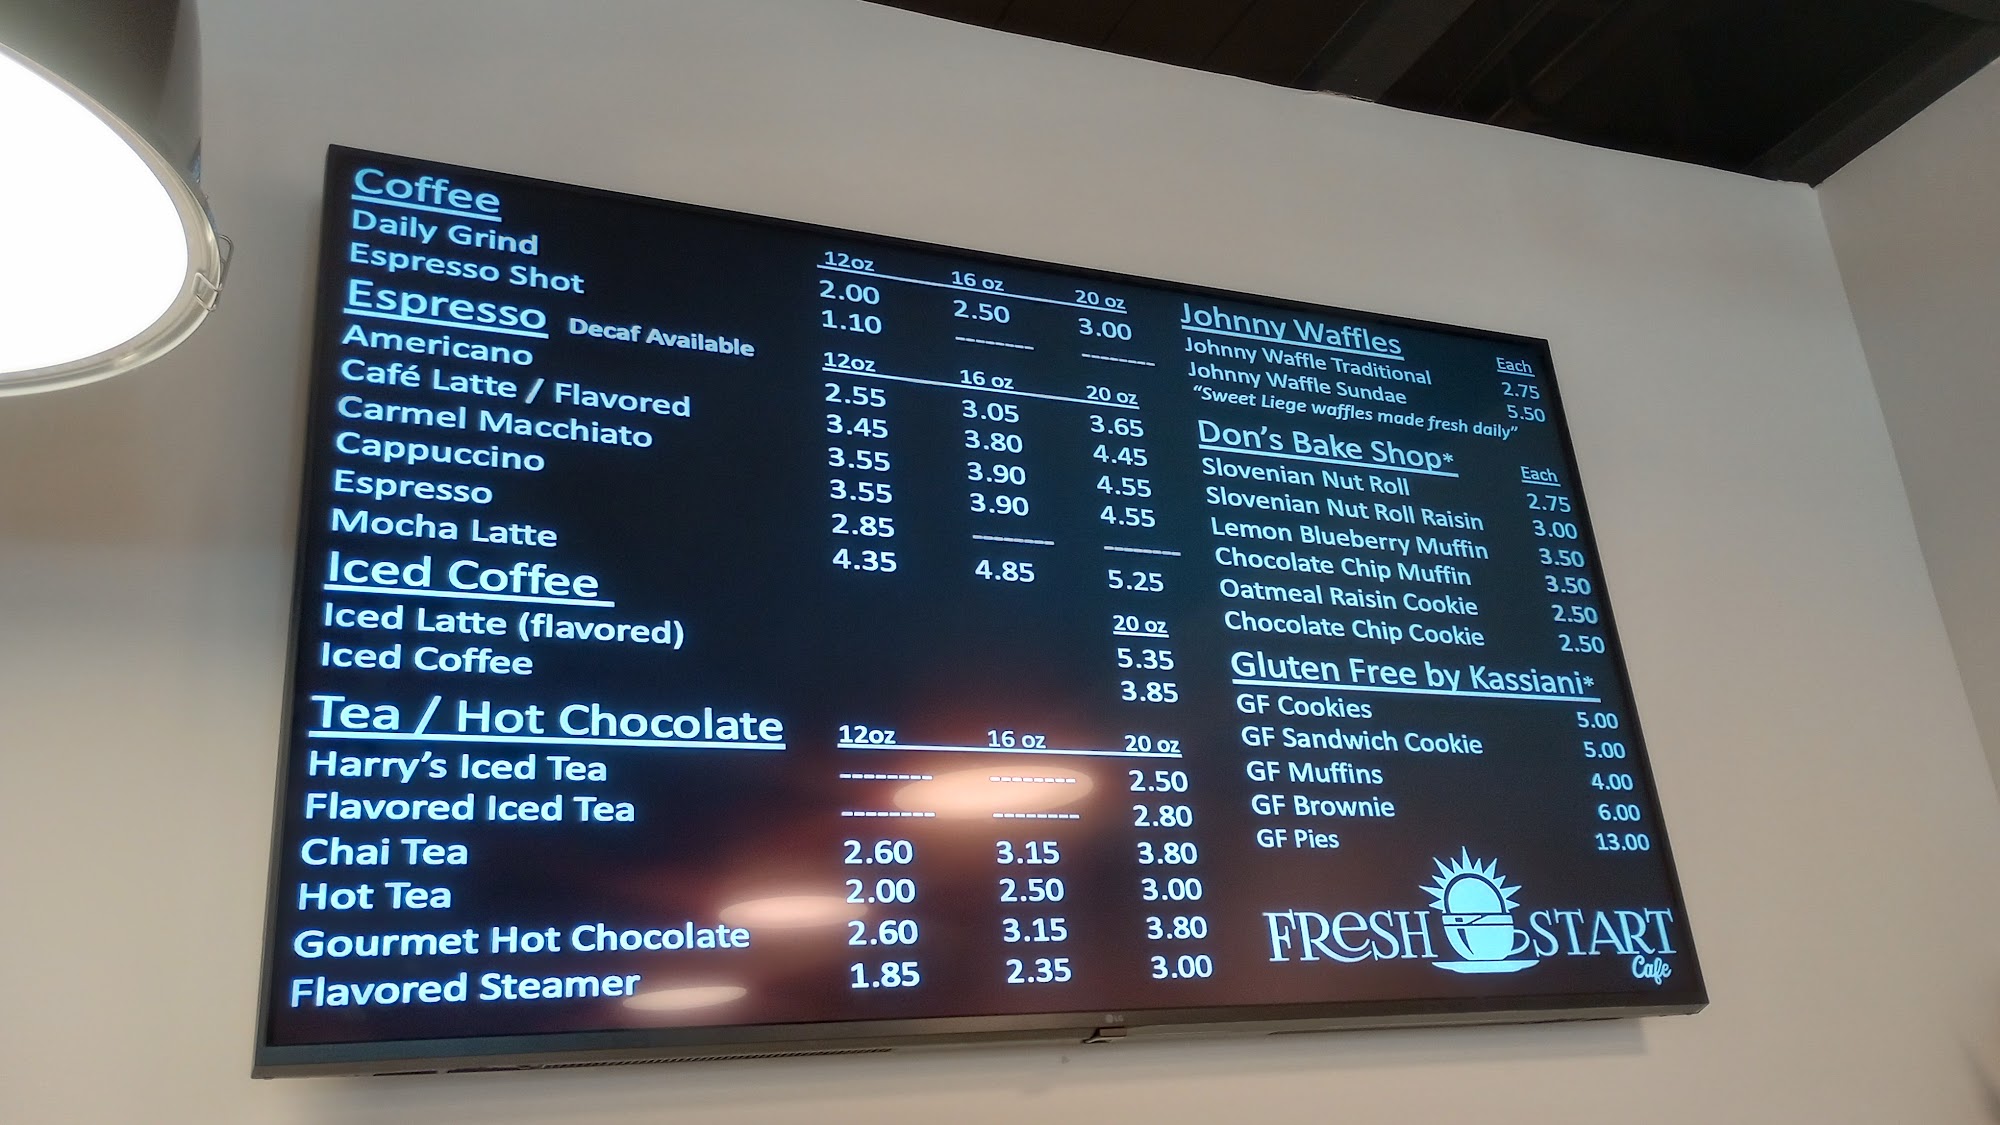 Coffee 12oz 16 oz 20 oz
Daily Grind 2.00 2.50 3.00
Espresso Shot 1.10 -------- --------
Espresso Decaf Available 12oz 16 oz 20 oz
Americano 2.55 3.05 3.65
Café Latte / Flavored 3.45 3.80 4.45
Carmel Macchiato 3.55 3.90 4.55
Cappuccino 3.55 3.90 4.55
Espresso 2.85 -------- --------
Mocha Latte 4.35 4.85 5.25
Iced Coffee 20 oz
Iced Latte (flavored) 5.35
Iced Coffee 3.85
Tea / Hot Chocolate 12oz 16 oz 20 oz
Harry's Iced Tea -------- -------- 2.50
Flavored Iced Tea -------- -------- 2.80
Chai Tea 2.60 3.15 3.80
Hot Tea 2.00 2.50 3.00
Gourmet Hot Chocolate 2.60 3.15 3.80
Flavored Steamer 1.85 2.35 3.00
Johnny Waffles Each
Johnny Waffle Traditional 2.75
Johnny Waffle Sundae 5.50
"Sweet Liege waffles made fresh daily"
Don's Bake Shop* Each
Slovenian Nut Roll 2.75
Slovenian Nut Roll Raisin 3.00
Lemon Blueberry Muffin 3.50
Chocolate Chip Muffin 3.50
Oatmeal Raisin Cookie 2.50
Chocolate Chip Cookie 2.50
Gluten Free by Kassiani*
GF Cookies 5.00
GF Sandwich Cookie 5.00
GF Muffins 4.00
GF Brownie 6.00
GF Pies 13.00
FResH START
Cafe
LG